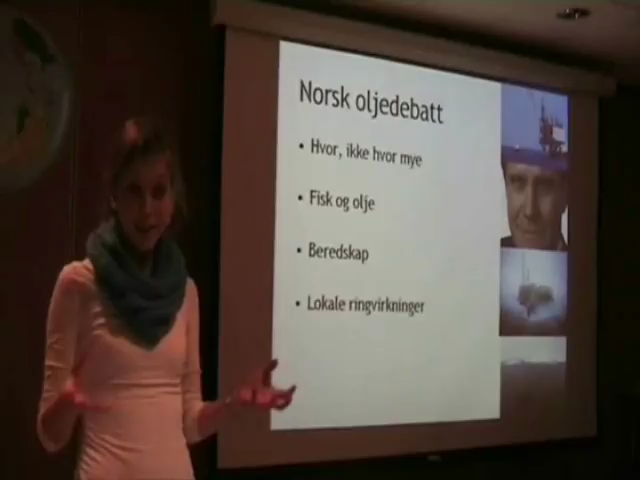 Norsk oljedebatt
• Hvor, ikke hvor mye
• Fisk og olje
• Beredskap
• Lokale ringvirkninger